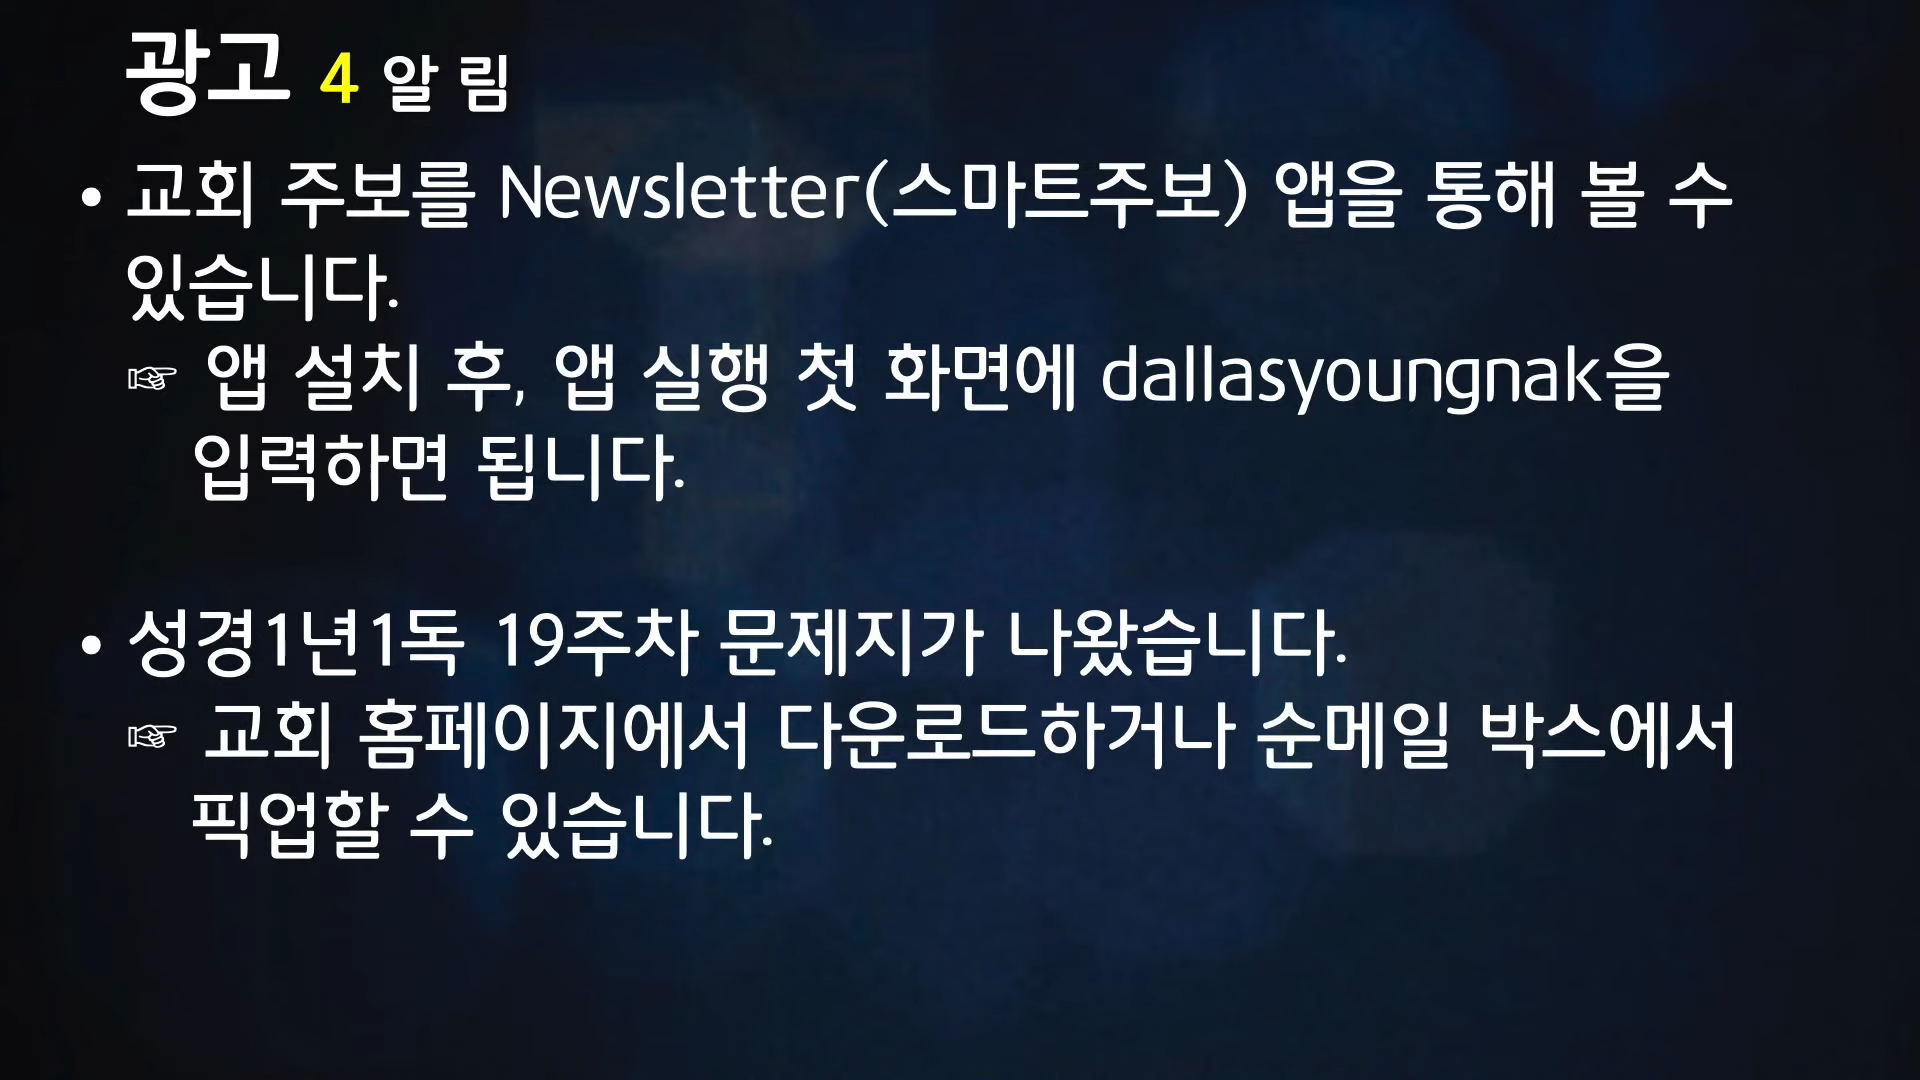 광고 4 알 림
• 교회 주보를 Newsletter(스마트주보) 앱을 통해 볼 수
있습니다.
☞ 앱 설치 후, 앱 실행 첫 화면에 dallasyoungnak을
입력하면 됩니다.
• 성경1년1독 19주차 문제지가 나왔습니다.
☞ 교회 홈페이지에서 다운로드하거나 순메일 박스에서
픽업할 수 있습니다.